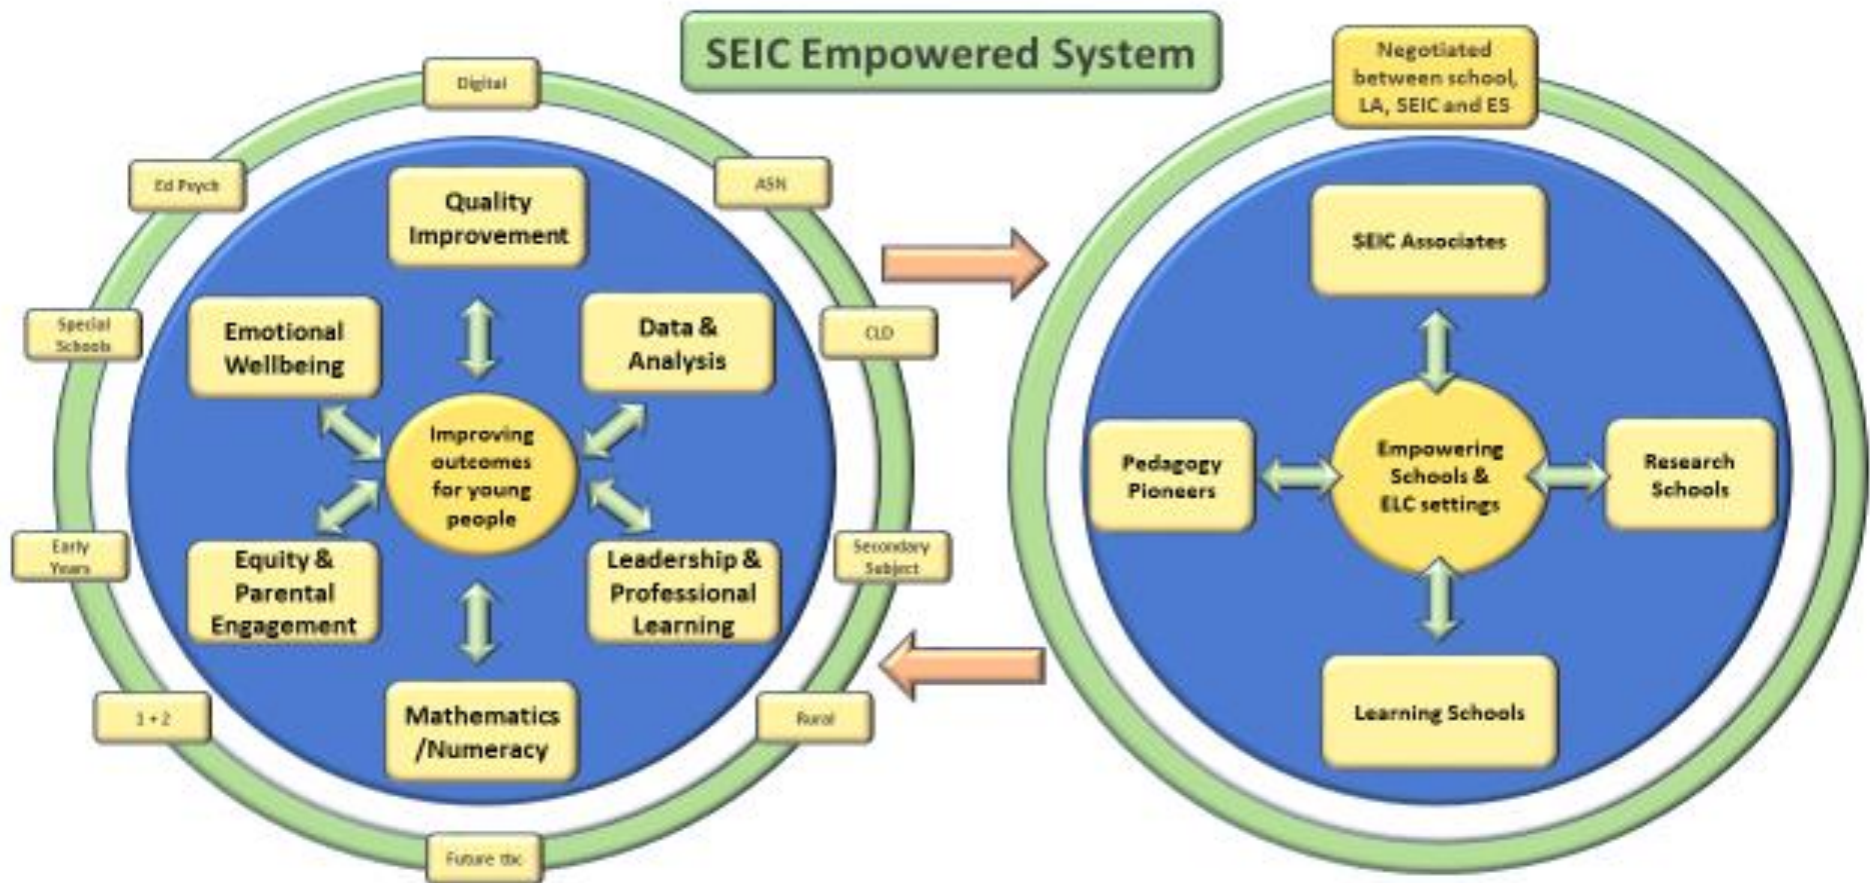 SEIC Empowered System
Digital
Ed Psych
ASN
Quality
Improvement
Special
Schools
Emotional
Wellbeing
Data &
Analysis
CLD
Improving
outcomes
for young
people
Early
Years
Equity &
Parental
Engagement
Leadership &
Professional
Learning
Secondary
Subject
1 + 2
Mathematics
/Numeracy
Rural
Future tbc
Negotiated
between school,
LA, SEIC and ES
SEIC Associates
Pedagogy
Pioneers
Empowering
Schools &
ELC settings
Research
Schools
Learning Schools